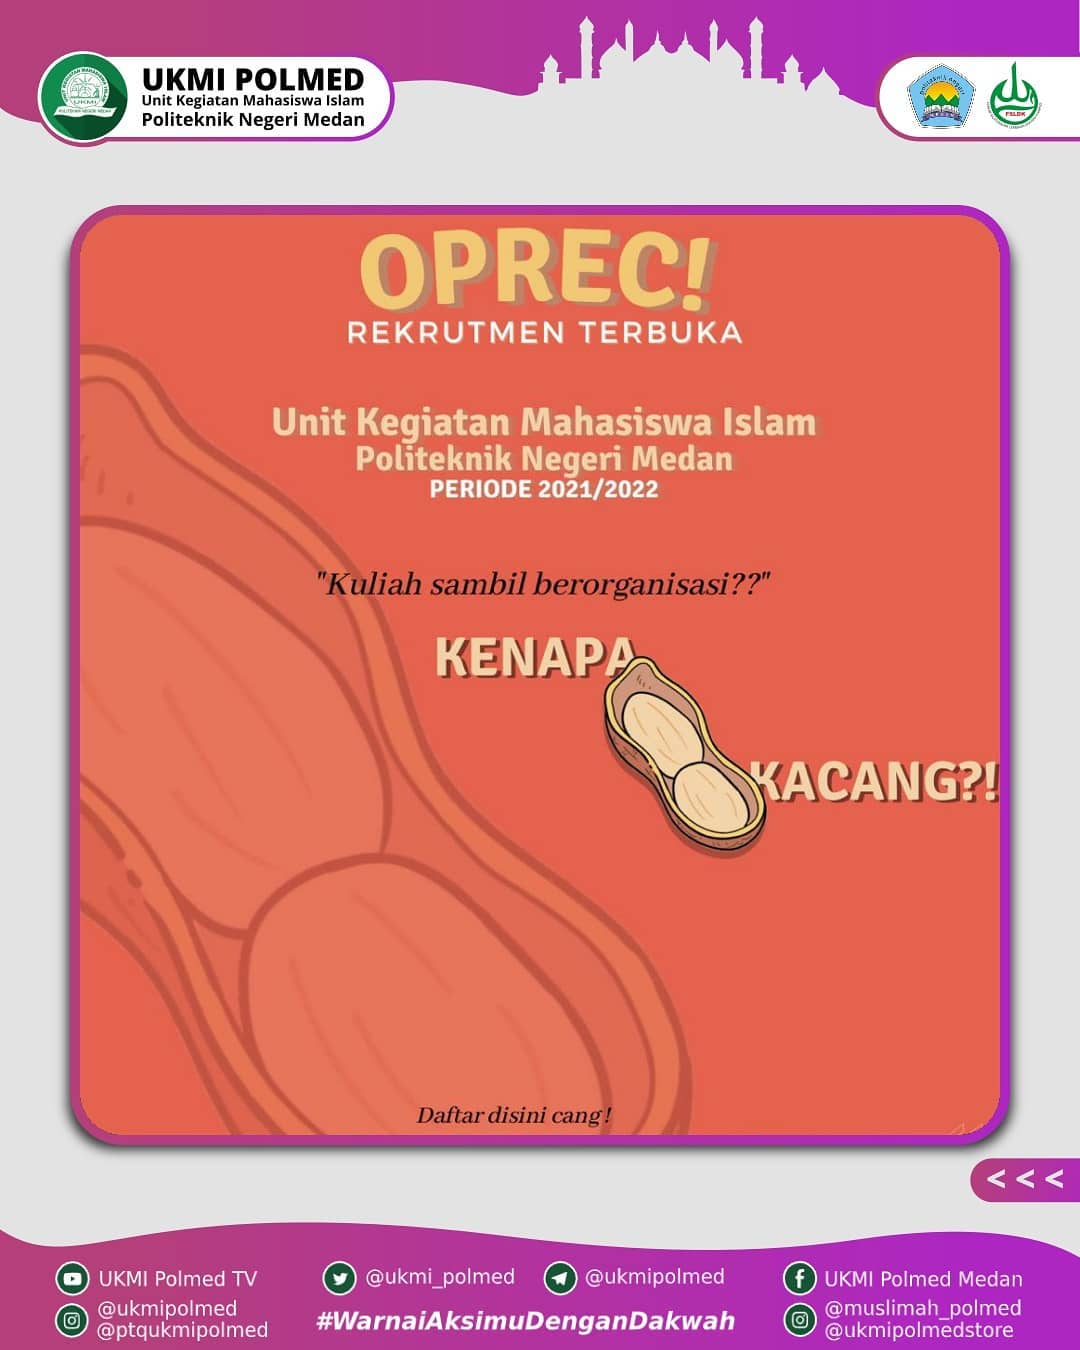 UKMI POLMED
Unit Kegiatan Mahasiswa Islam
Politeknik Negeri Medan
UKMI
FSLDK
OPREC!
REKRUTMEN TERBUKA
Unit Kegiatan Mahasiswa Islam
Politeknik Negeri Medan
PERIODE 2021/2022
"Kuliah sambil berorganisasi??"
KENAPA
KACANG?!
Daftar disini cang!
<<<
UKMI Polmed TV
@ukmi_polmed
@ukmipolmed
UKMI Polmed Medan
@ukmipolmed
@ptqukmipolmed
#WarnaiAksimuDenganDakwah
@muslimah_polmed
@ukmipolmedstore